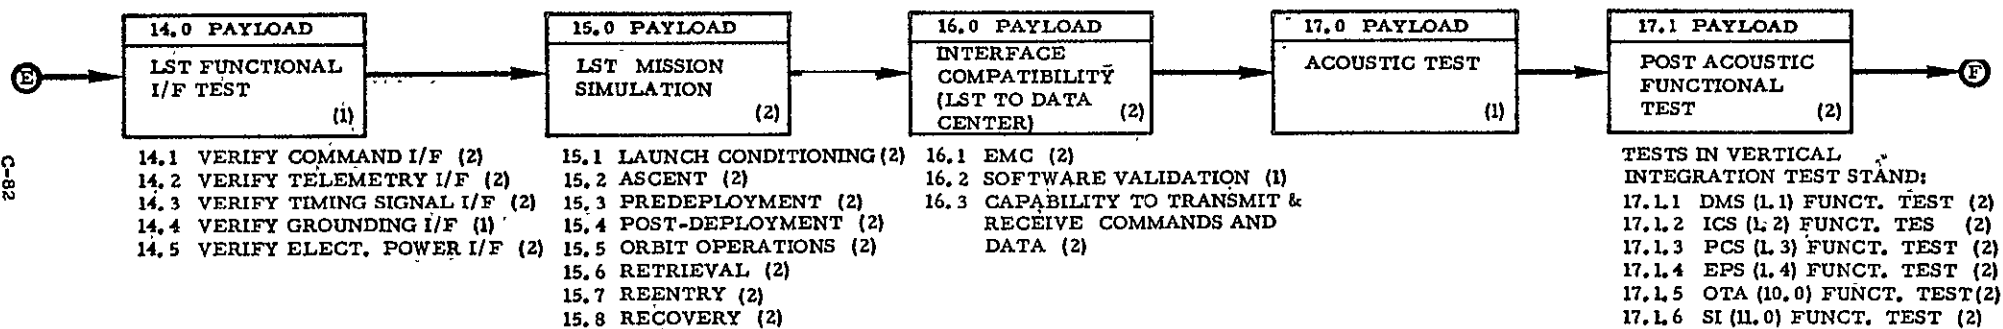 E
14.0 PAYLOAD
LST FUNCTIONAL
I/F TEST
(1)
14.1 VERIFY COMMAND I/F (2)
14.2 VERIFY TELEMETRY I/F (2)
14.3 VERIFY TIMING SIGNAL I/F (2)
14.4 VERIFY GROUNDING I/F (1)
14.5 VERIFY ELECT. POWER I/F (2)
15.0 PAYLOAD
LST MISSION
SIMULATION
(2)
15.1 LAUNCH CONDITIONING (2)
15.2 ASCENT (2)
15.3 PREDEPLOYMENT (2)
15.4 POST-DEPLOYMENT (2)
15.5 ORBIT OPERATIONS (2)
15.6 RETRIEVAL (2)
15.7 REENTRY (2)
15.8 RECOVERY (2)
16.0 PAYLOAD
INTERFACE
COMPATIBILITY
(LST TO DATA
CENTER) (2)
16.1 EMC (2)
16.2 SOFTWARE VALIDATION (1)
16.3 CAPABILITY TO TRANSMIT &
RECEIVE COMMANDS AND
DATA (2)
17.0 PAYLOAD
ACOUSTIC TEST
(1)
17.1 PAYLOAD
POST ACOUSTIC
FUNCTIONAL
TEST (2)
TESTS IN VERTICAL
INTEGRATION TEST STAND:
17.1.1 DMS (1.1) FUNCT. TEST (2)
17.1.2 ICS (1.2) FUNCT. TES (2)
17.1.3 PCS (1.3) FUNCT. TEST (2)
17.1.4 EPS (1.4) FUNCT. TEST (2)
17.1.5 OTA (10.0) FUNCT. TEST (2)
17.1.6 SI (11.0) FUNCT. TEST (2)
F
C-82